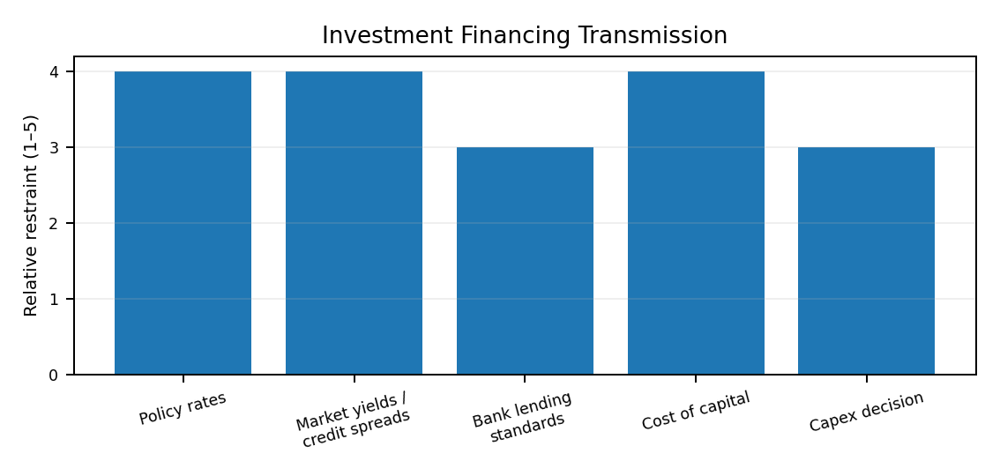 Investment Financing Transmission
Relative restraint (1–5)
4
3
2
1
0
Policy rates
Market yields /
credit spreads
Bank lending
standards
Cost of capital
Capex decision